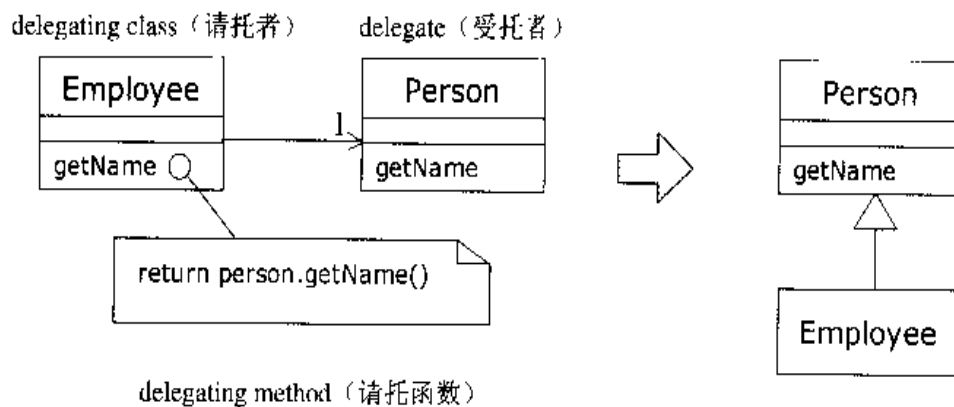 delegating class（请托者）
delegate（受托者）
Employee
getName
1
Person
getName
return person.getName()
delegating method（请托函数）
Person
getName
Employee